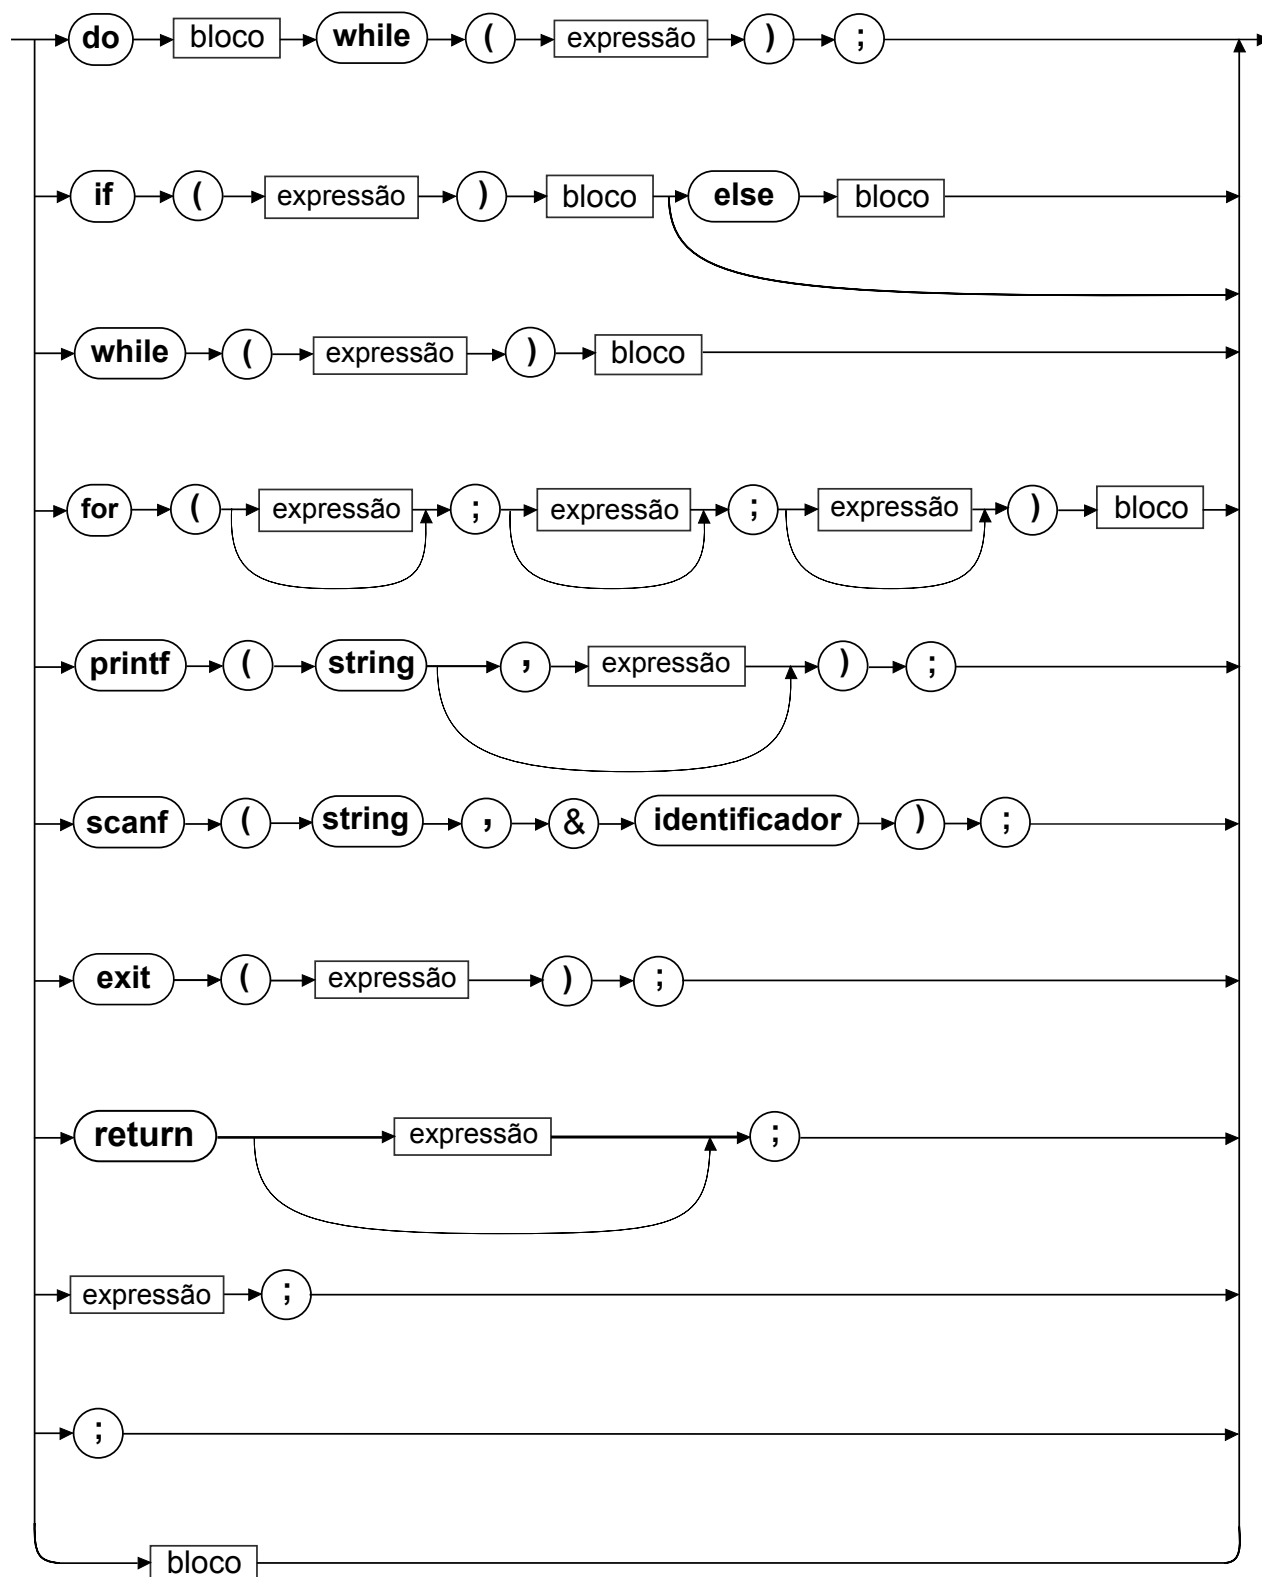 do bloco while ( expressão ) ;
if ( expressão ) bloco else bloco
while ( expressão ) bloco
for ( expressão ; expressão ; expressão ) bloco
printf ( string , expressão ) ;
scanf ( string , & identificador ) ;
exit ( expressão ) ;
return expressão ;
expressão ;
;
bloco